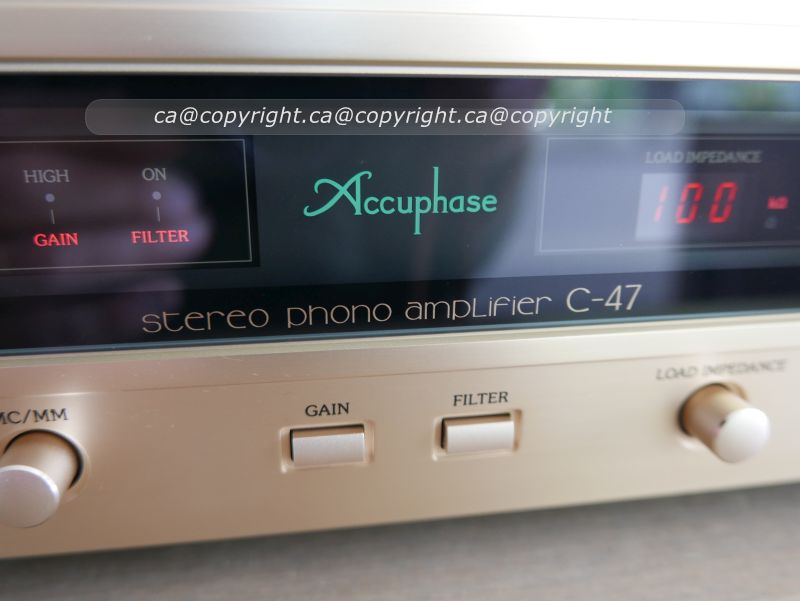 ca@copyright.ca@copyright.ca@copyright
HIGH
ON
GAIN
FILTER
Accuphase
LOAD IMPEDANCE
100
kΩ
stereo phono amplifier C-47
MC/MM
GAIN
FILTER
LOAD IMPEDANCE